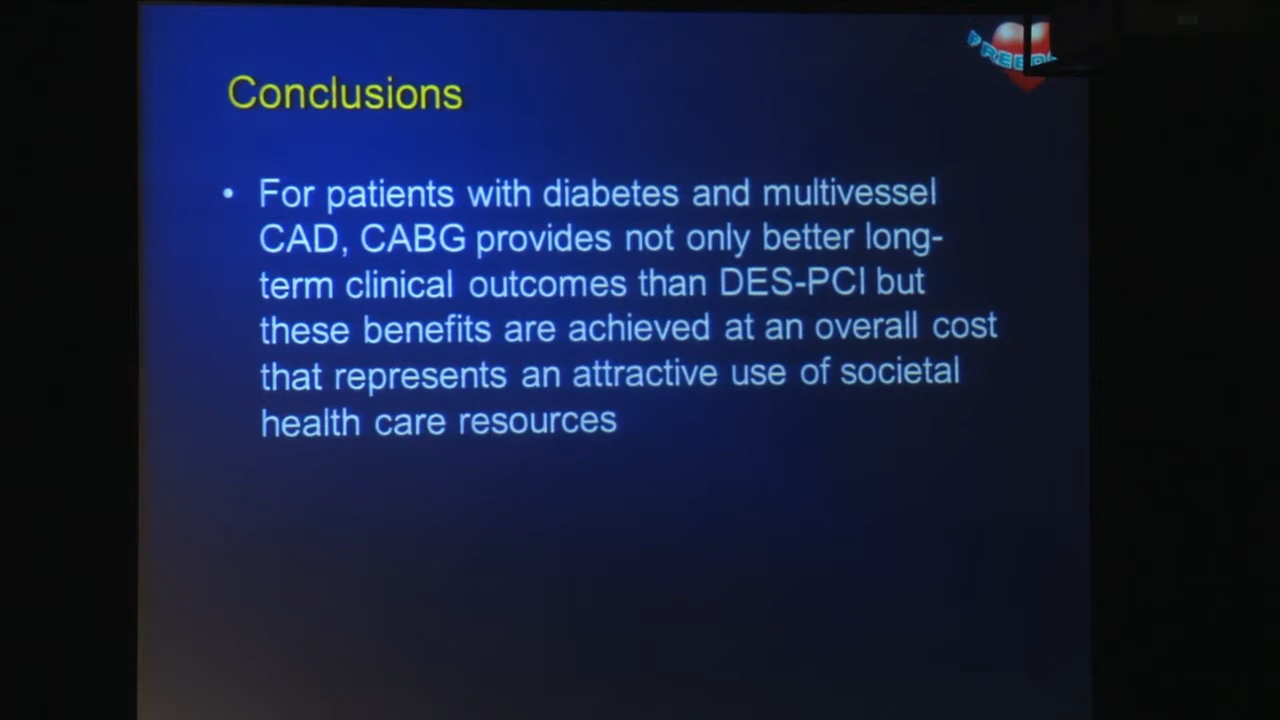 Conclusions
• For patients with diabetes and multivessel
CAD, CABG provides not only better long-
term clinical outcomes than DES-PCI but
these benefits are achieved at an overall cost
that represents an attractive use of societal
health care resources